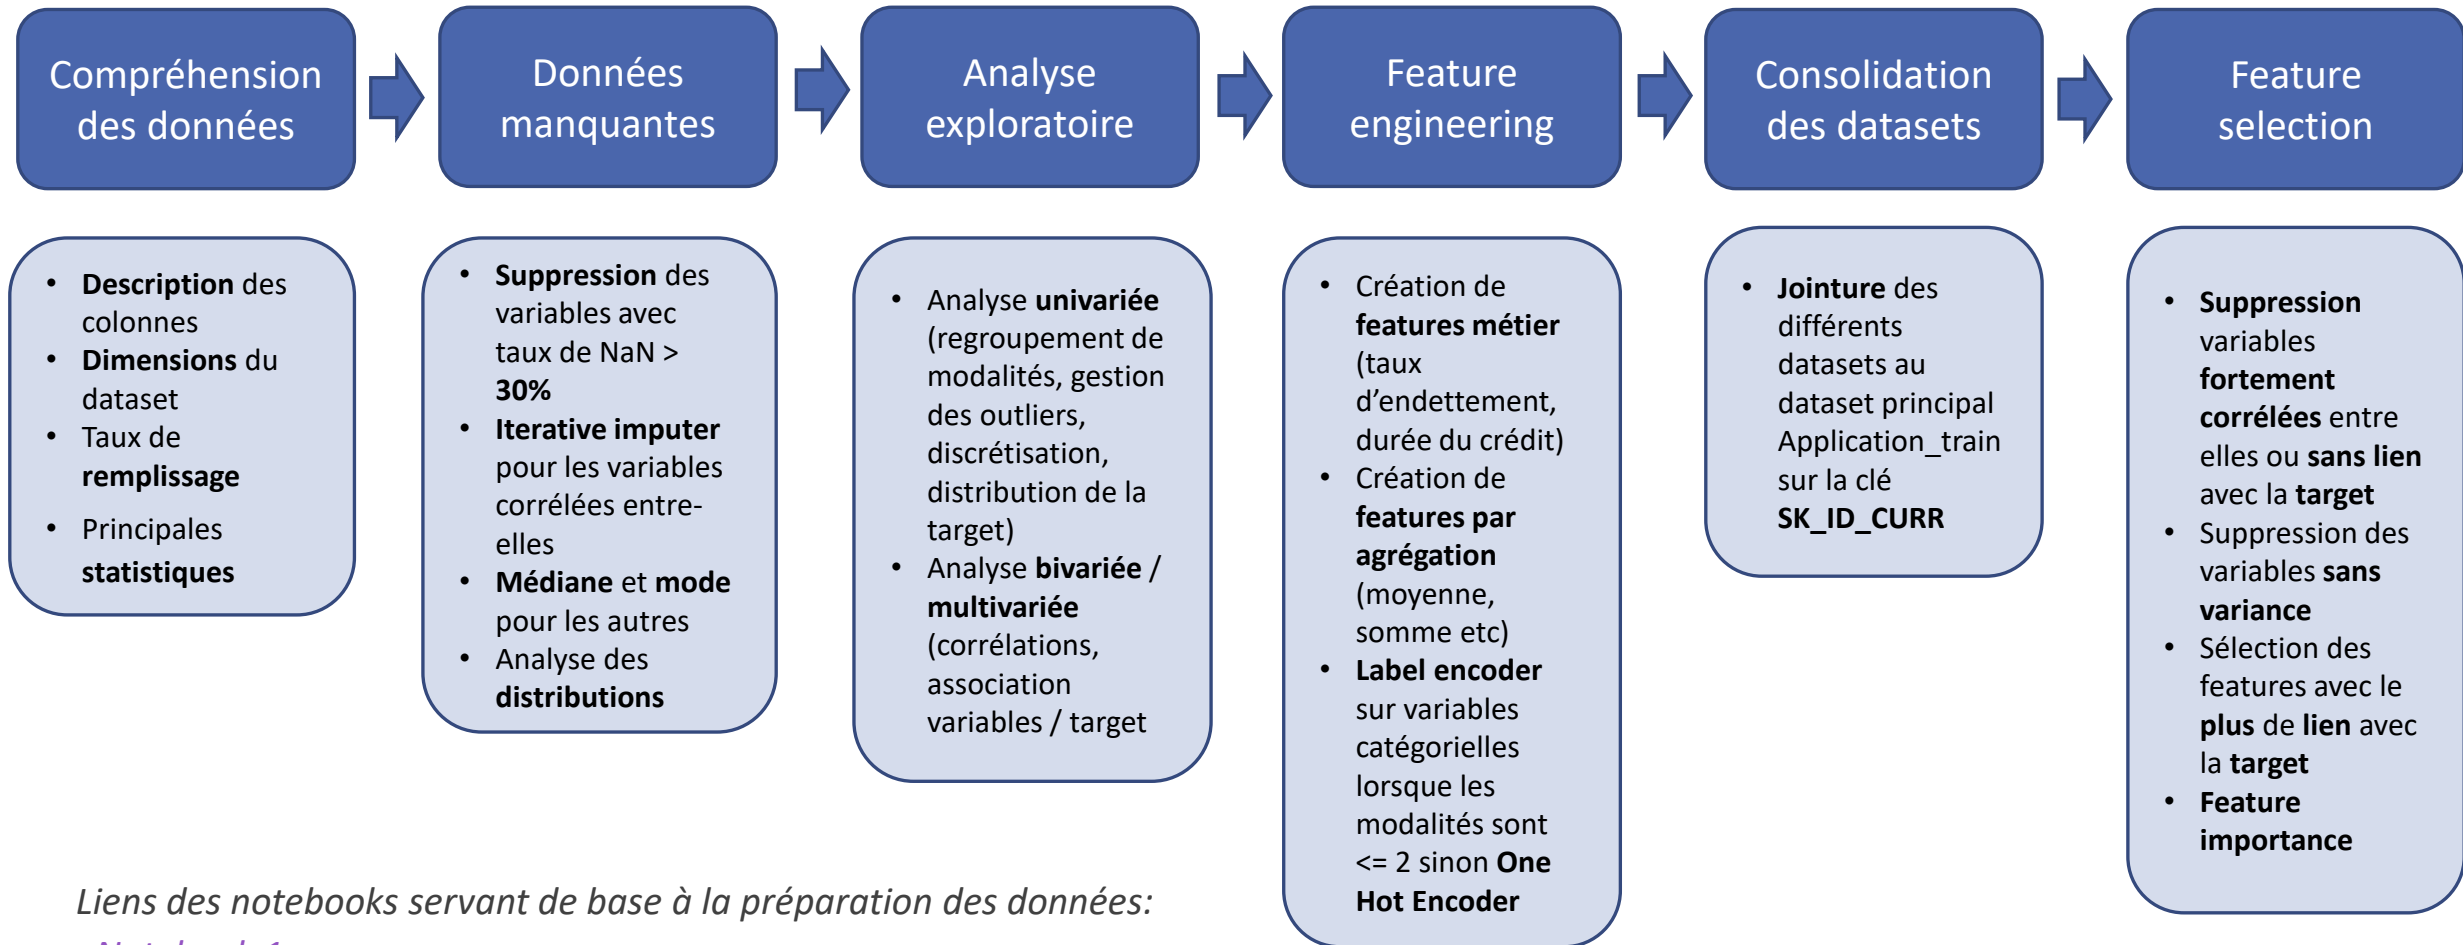 Compréhension
des données
Données
manquantes
Analyse
exploratoire
Feature
engineering
Consolidation
des datasets
Feature
selection
• Description des
colonnes
• Dimensions du
dataset
• Taux de
remplissage
• Principales
statistiques
• Suppression des
variables avec
taux de NaN >
30%
• Iterative imputer
pour les variables
corrélées entre-
elles
• Médiane et mode
pour les autres
• Analyse des
distributions
• Analyse univariée
(regroupement de
modalités, gestion
des outliers,
discrétisation,
distribution de la
target)
• Analyse bivariée /
multivariée
(corrélations,
association
variables / target
• Création de
features métier
(taux
d’endettement,
durée du crédit)
• Création de
features par
agrégation
(moyenne,
somme etc)
• Label encoder
sur variables
catégorielles
lorsque les
modalités sont
<= 2 sinon One
Hot Encoder
• Jointure des
différents
datasets au
dataset principal
Application_train
sur la clé
SK_ID_CURR
• Suppression
variables
fortement
corrélées entre
elles ou sans lien
avec la target
• Suppression des
variables sans
variance
• Sélection des
features avec le
plus de lien avec
la target
• Feature
importance
Liens des notebooks servant de base à la préparation des données: